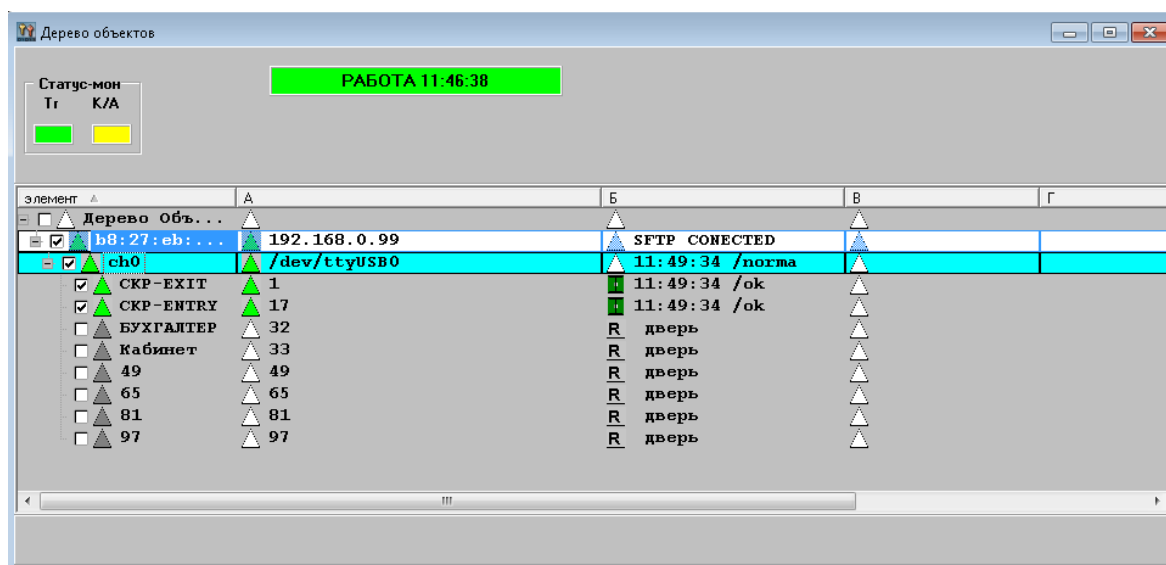 Дерево объектов
Статус-мон
Тг К/А
РАБОТА 11:46:38
элемент А Б В Г
Дерево Объ...
b8:27:eb:... 192.168.0.99 SFTP CONECTED
ch0 /dev/ttyUSB0 11:49:34 /norma
CKP-EXIT 1 11:49:34 /ok
CKP-ENTRY 17 11:49:34 /ok
БУХГАЛТЕР 32 R дверь
Кабинет 33 R дверь
49 49 R дверь
65 65 R дверь
81 81 R дверь
97 97 R дверь